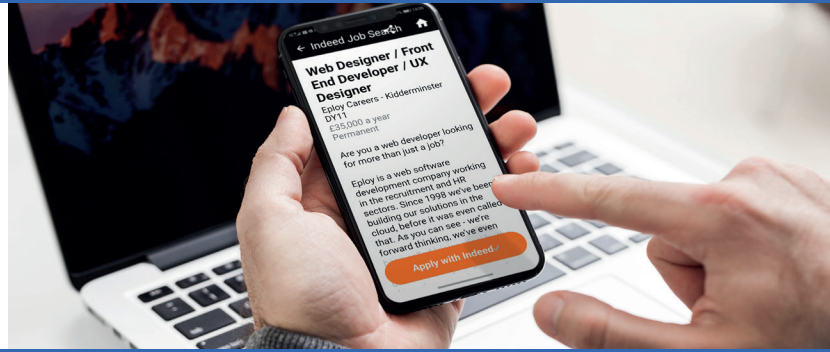 Indeed Job Search
Web Designer / Front
End Developer / UX
Designer
Eploy Careers - Kidderminster
DY11
£35,000 a year
Permanent
Are you a web developer looking
for more than just a job?
Eploy is a web software
development company working
in the recruitment and HR
sectors. Since 1998 we've been
building our solutions in the
cloud, before it was even called
that. As you can see - we're
forward thinking, we've even
Apply with Indeed